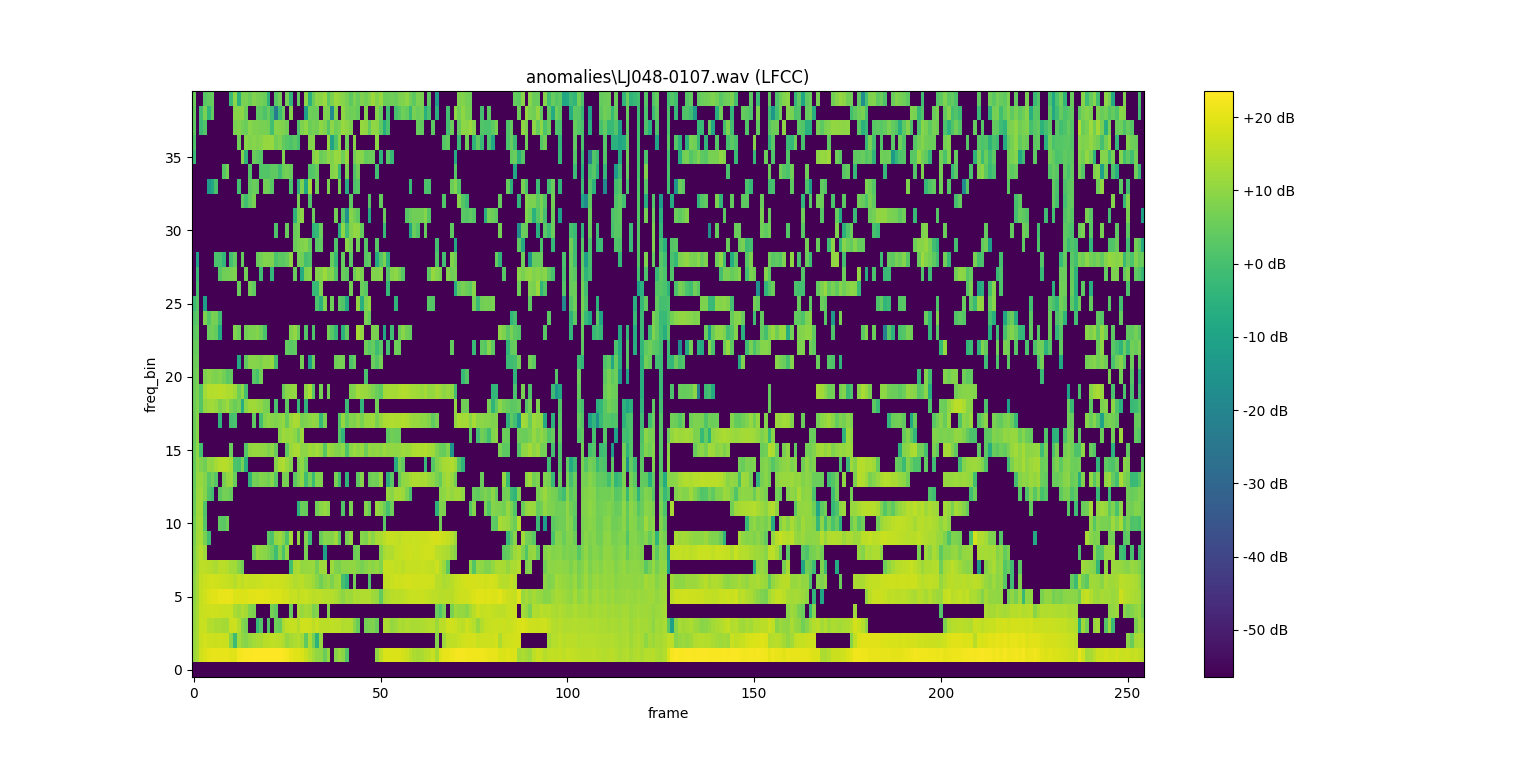 anomalies\LJ048-0107.wav (LFCC)
freq_bin
35
30
25
20
15
10
5
0
0 50 100 150 200 250
frame
+20 dB
+10 dB
+0 dB
-10 dB
-20 dB
-30 dB
-40 dB
-50 dB